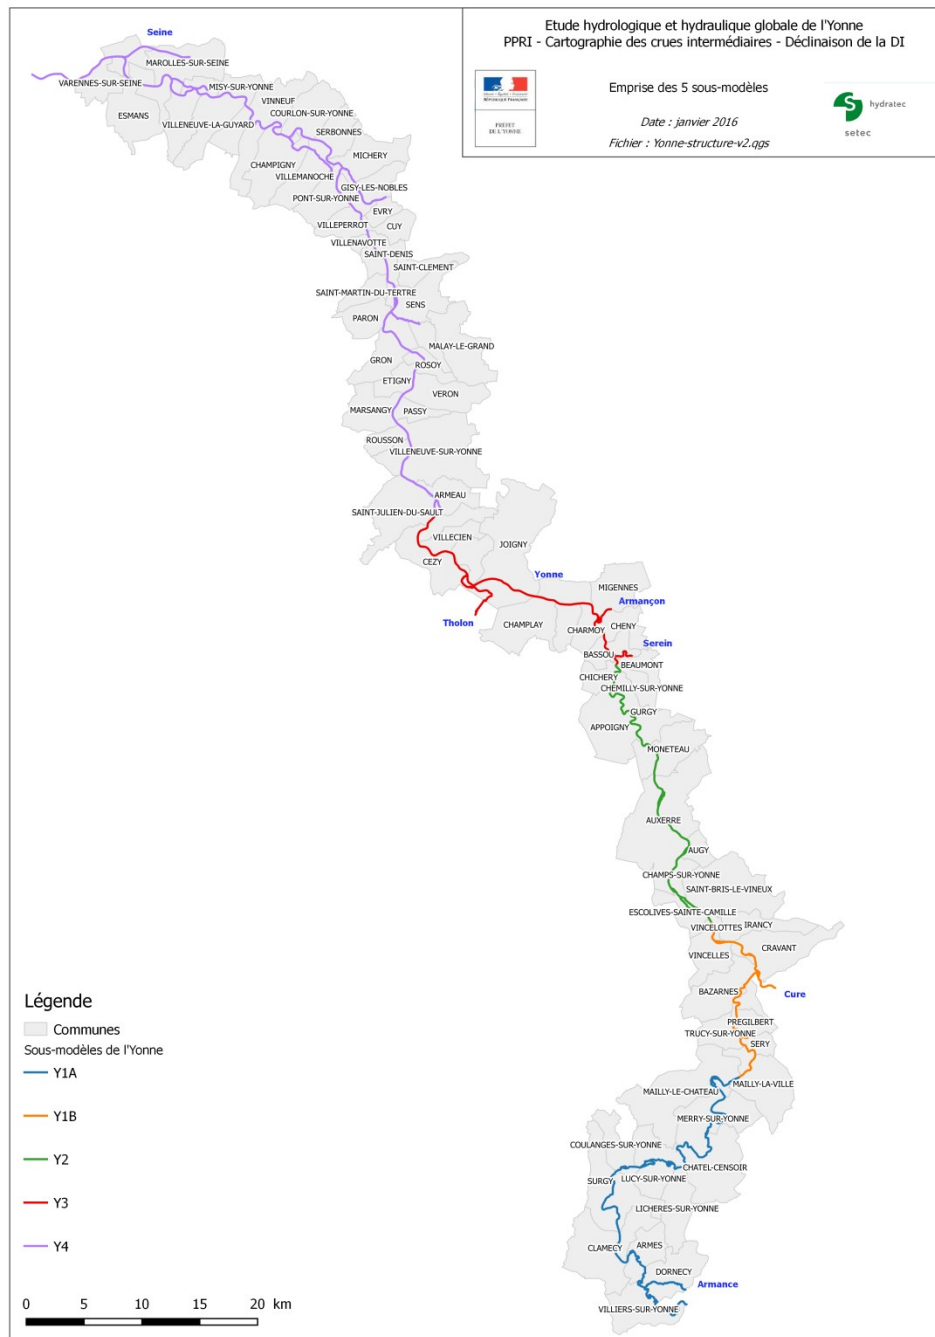 Etude hydrologique et hydraulique globale de l'Yonne
PPRI - Cartographie des crues intermédiaires - Déclinaison de la DI
RÉPUBLIQUE FRANÇAISE
PRÉFET
DE L'YONNE
Emprise des 5 sous-modèles
Date : janvier 2016
Fichier : Yonne-structure-v2.qgs
S
hydratec
setec
Seine
MAROLLES-SUR-SEINE
VARENNES-SUR-SEINE
MISY-SUR-YONNE
VINNEUF
ESMANS
COURLON-SUR-YONNE
VILLENEUVE-LA-GUYARD
SERBONNES
MICHERY
CHAMPIGNY
VILLEMANOCHE
GISY-LES-NOBLES
PONT-SUR-YONNE
EVRY
VILLEPERROT
CUY
VILLENAVOTTE
SAINT-DENIS
SAINT-CLEMENT
SAINT-MARTIN-DU-TERTRE
SENS
PARON
MALAY-LE-GRAND
GRON
ROSOY
ETIGNY
VERON
MARSANGY
PASSY
ROUSSON
VILLENEUVE-SUR-YONNE
ARMEAU
SAINT-JULIEN-DU-SAULT
VILLECIEN
JOIGNY
CEZY
Yonne
MIGENNES
Armançon
Tholon
CHAMPLAY
CHARMOY
CHENY
Serein
BASSOU
BEAUMONT
CHICHERY
CHEMILLY-SUR-YONNE
GURGY
APPOIGNY
MONETEAU
AUXERRE
AUGY
CHAMPS-SUR-YONNE
SAINT-BRIS-LE-VINEUX
ESCOLIVES-SAINTE-CAMILLE
IRANCY
VINCELOTTES
CRAVANT
VINCELLES
BAZARNES
Cure
PREGILBERT
TRUCY-SUR-YONNE
SERY
MAILLY-LA-VILLE
MAILLY-LE-CHATEAU
MERRY-SUR-YONNE
COULANGES-SUR-YONNE
CHATEL-CENSOIR
SURGY
LUCY-SUR-YONNE
LICHERES-SUR-YONNE
ARMES
CLAMECY
DORNECY
Armance
VILLIERS-SUR-YONNE
Légende
Communes
Sous-modèles de l'Yonne
Y1A
Y1B
Y2
Y3
Y4
0 5 10 15 20 km